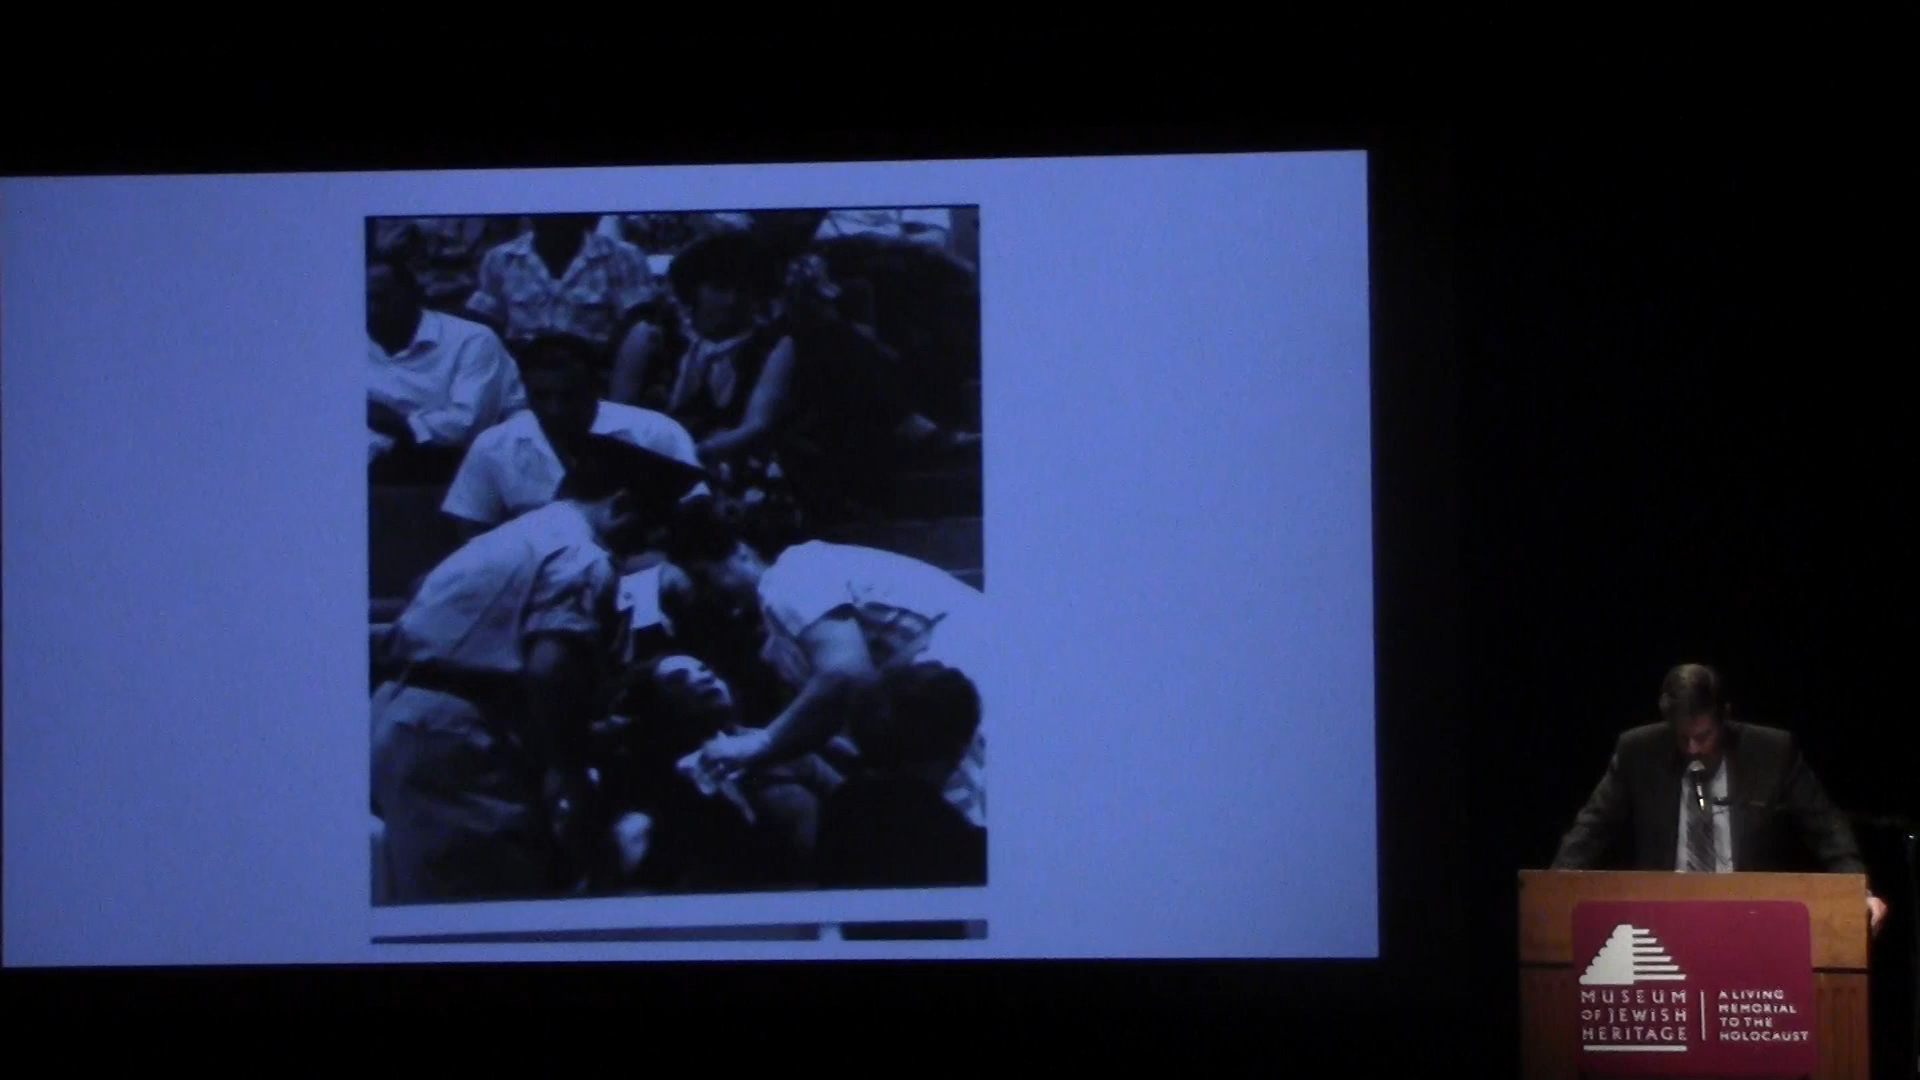 MUSEUM
OF JEWISH
HERITAGE
A LIVING
MEMORIAL
TO THE
HOLOCAUST